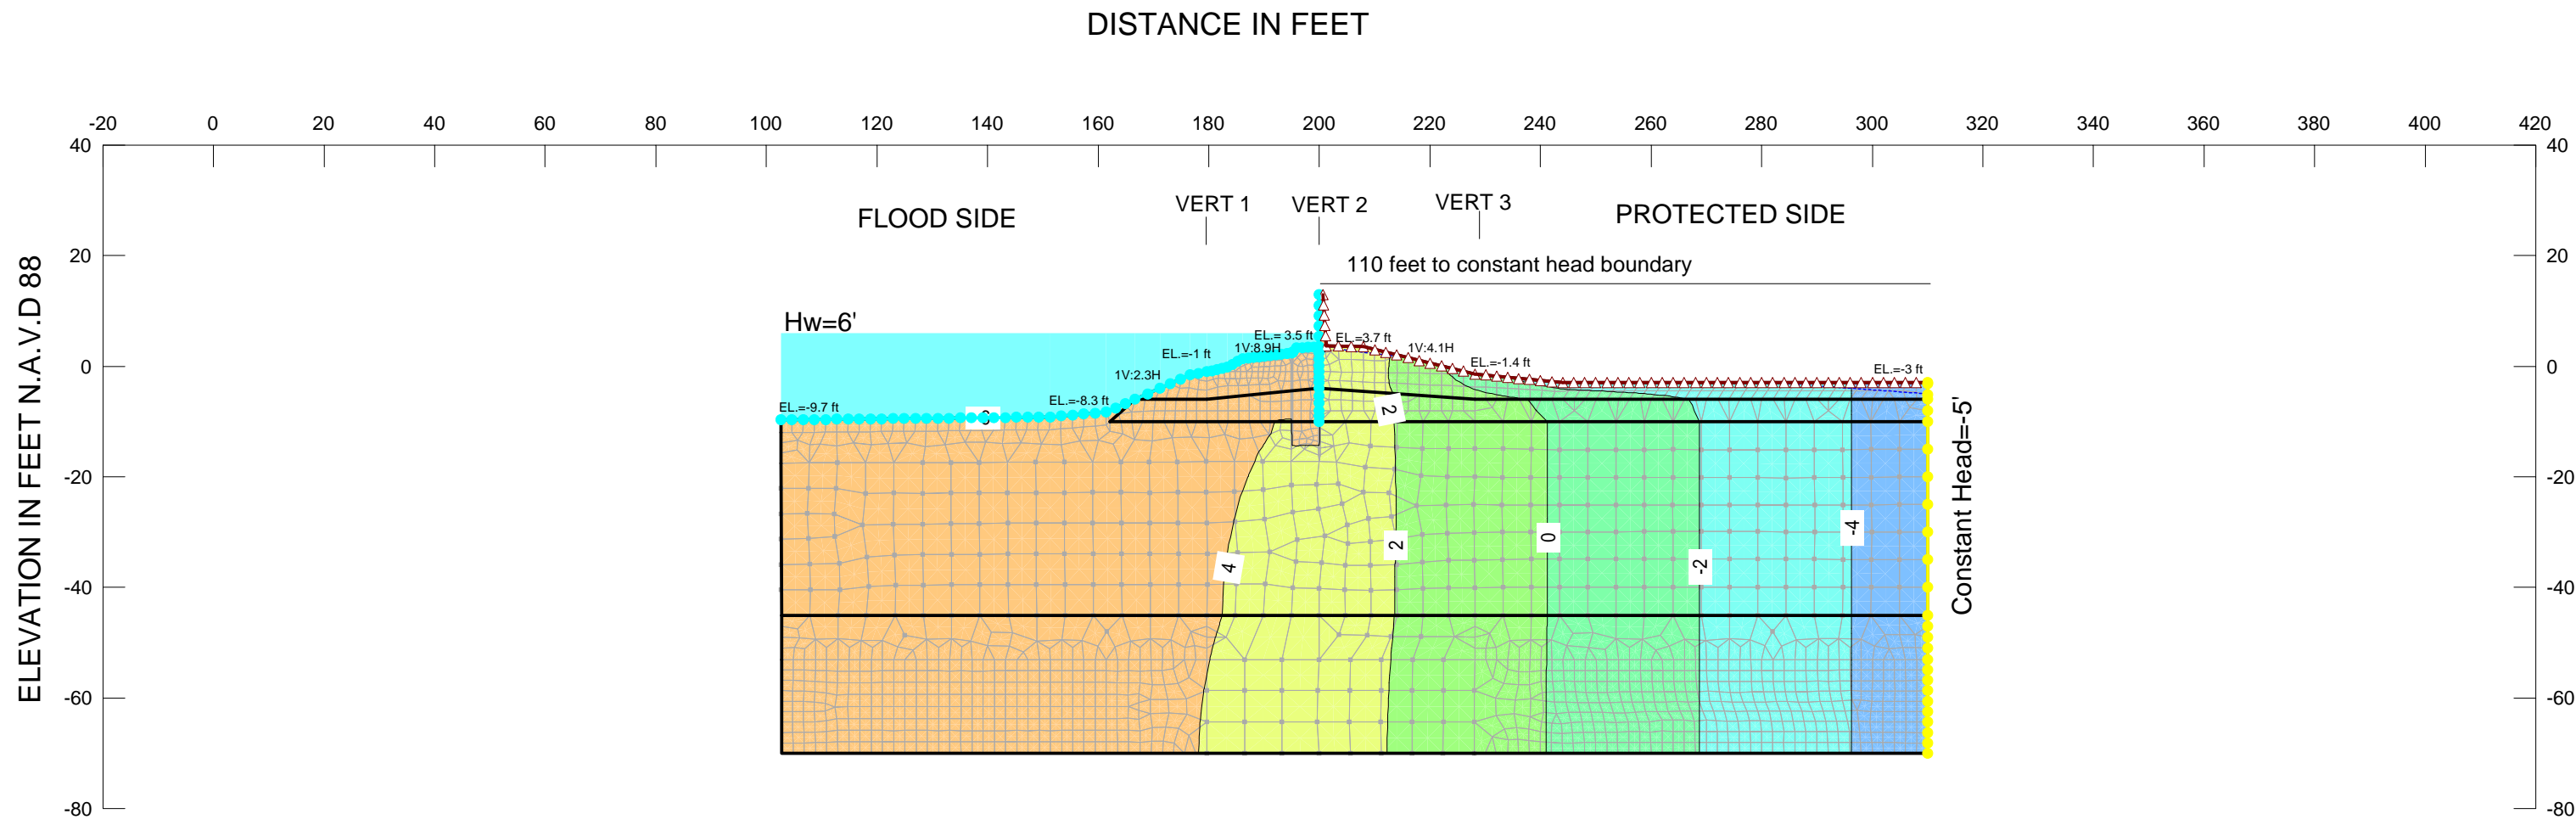 DISTANCE IN FEET
-20 0 20 40 60 80 100 120 140 160 180 200 220 240 260 280 300 320 340 360 380 400 420
40 40
VERT 1 VERT 2 VERT 3
FLOOD SIDE PROTECTED SIDE
20 20
110 feet to constant head boundary
Hw=6'
EL.= 3.5 ft EL.=3.7 ft
EL.=-1 ft 1V:8.9H 1V:4.1H
EL.=-1.4 ft
0 0
1V:2.3H EL.=-3 ft
EL.=-9.7 ft EL.=-8.3 ft
2
-20 -20
ELEVATION IN FEET N.A.V.D 88
Constant Head=-5'
4 2 0 -2 -4
-40 -40
-60 -60
-80 -80